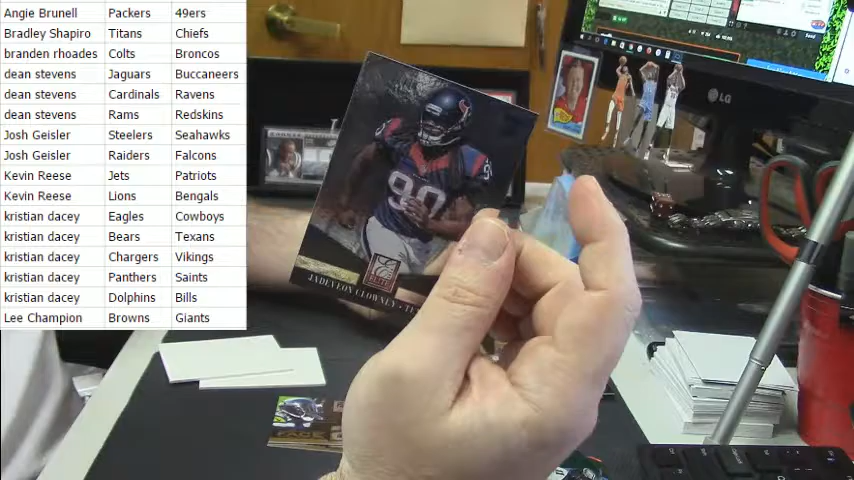 Angie Brunell Packers 49ers
Bradley Shapiro Titans Chiefs
branden rhoades Colts Broncos
dean stevens Jaguars Buccaneers
dean stevens Cardinals Ravens
dean stevens Rams Redskins
Josh Geisler Steelers Seahawks
Josh Geisler Raiders Falcons
Kevin Reese Jets Patriots
Kevin Reese Lions Bengals
kristian dacey Eagles Cowboys
kristian dacey Bears Texans
kristian dacey Chargers Vikings
kristian dacey Panthers Saints
kristian dacey Dolphins Bills
Lee Champion Browns Giants
LG
90
ELITE
JADEVEON CLOWNEY